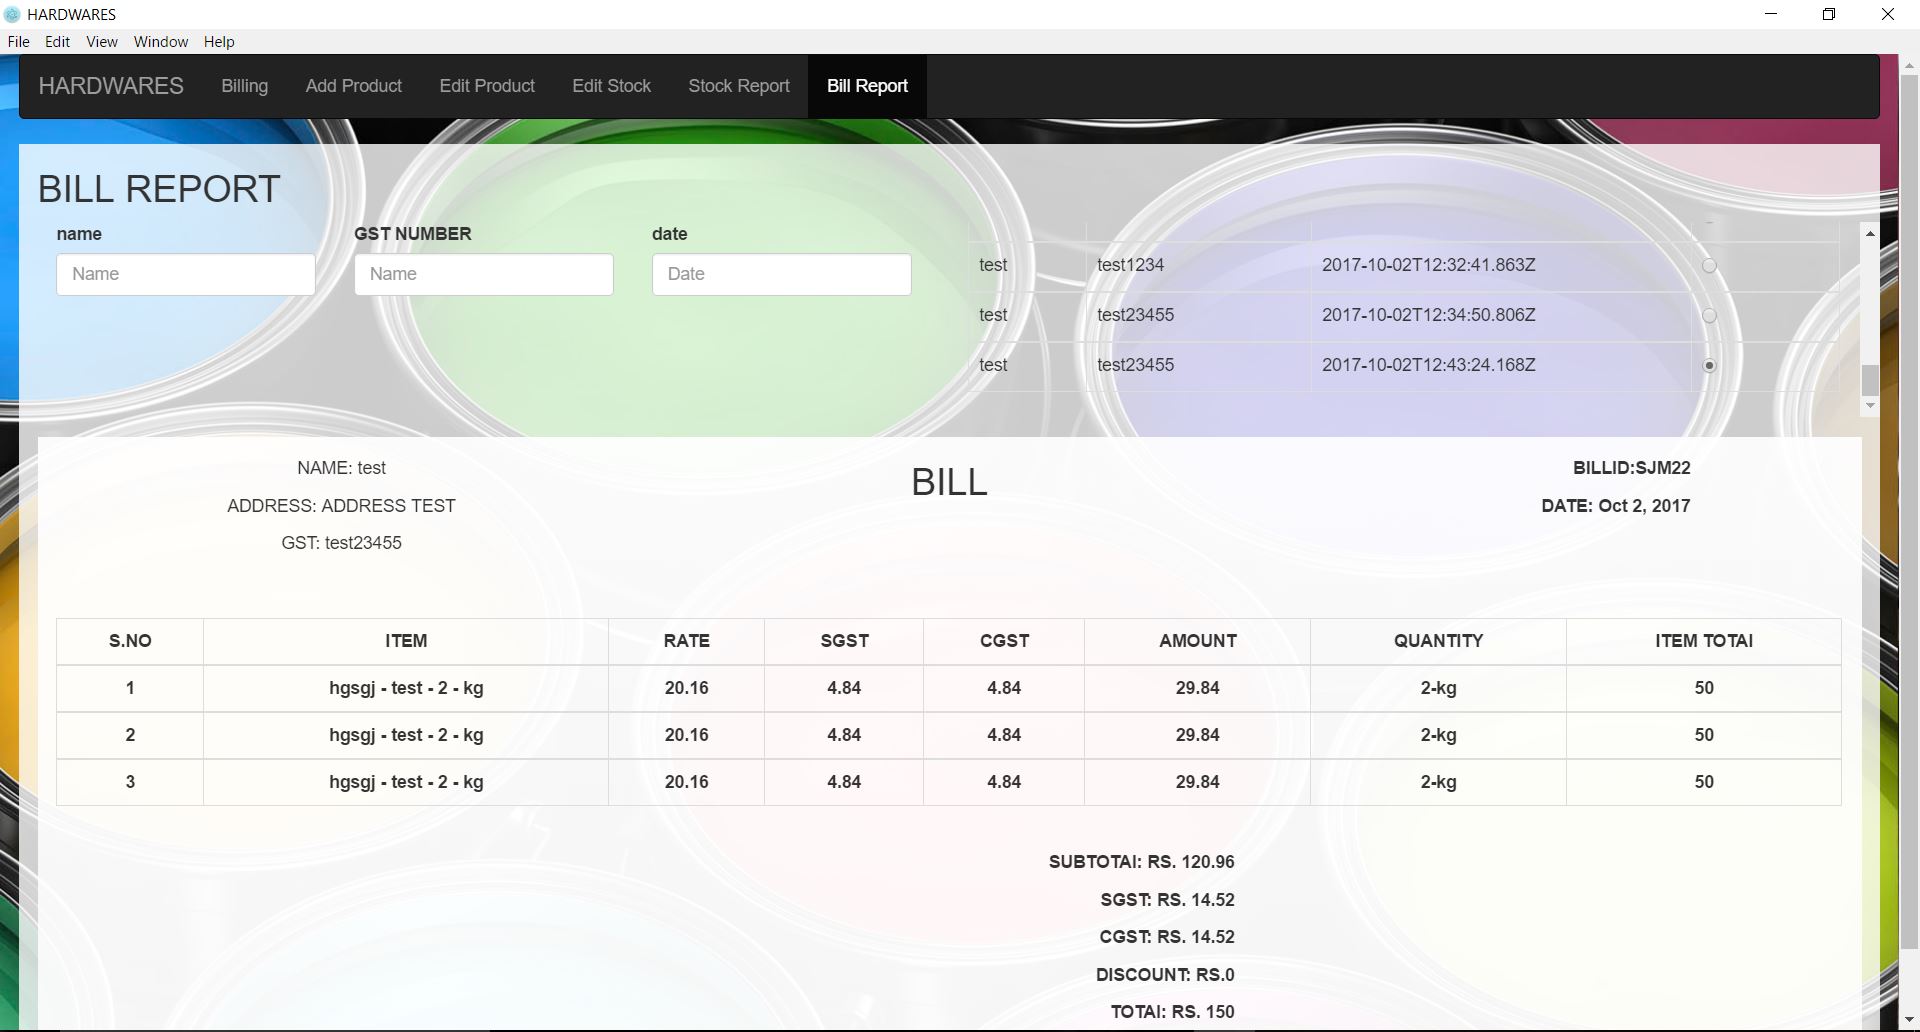 HARDWARES
File Edit View Window Help
HARDWARES Billing Add Product Edit Product Edit Stock Stock Report Bill Report
BILL REPORT
name GST NUMBER date
Name Name Date
test test1234 2017-10-02T12:32:41.863Z
test test23455 2017-10-02T12:34:50.806Z
test test23455 2017-10-02T12:43:24.168Z
NAME: test
ADDRESS: ADDRESS TEST
GST: test23455
BILL
BILLID:SJM22
DATE: Oct 2, 2017
S.NO ITEM RATE SGST CGST AMOUNT QUANTITY ITEM TOTAl
1 hgsgj - test - 2 - kg 20.16 4.84 4.84 29.84 2-kg 50
2 hgsgj - test - 2 - kg 20.16 4.84 4.84 29.84 2-kg 50
3 hgsgj - test - 2 - kg 20.16 4.84 4.84 29.84 2-kg 50
SUBTOTAl: RS. 120.96
SGST: RS. 14.52
CGST: RS. 14.52
DISCOUNT: RS.0
TOTAl: RS. 150